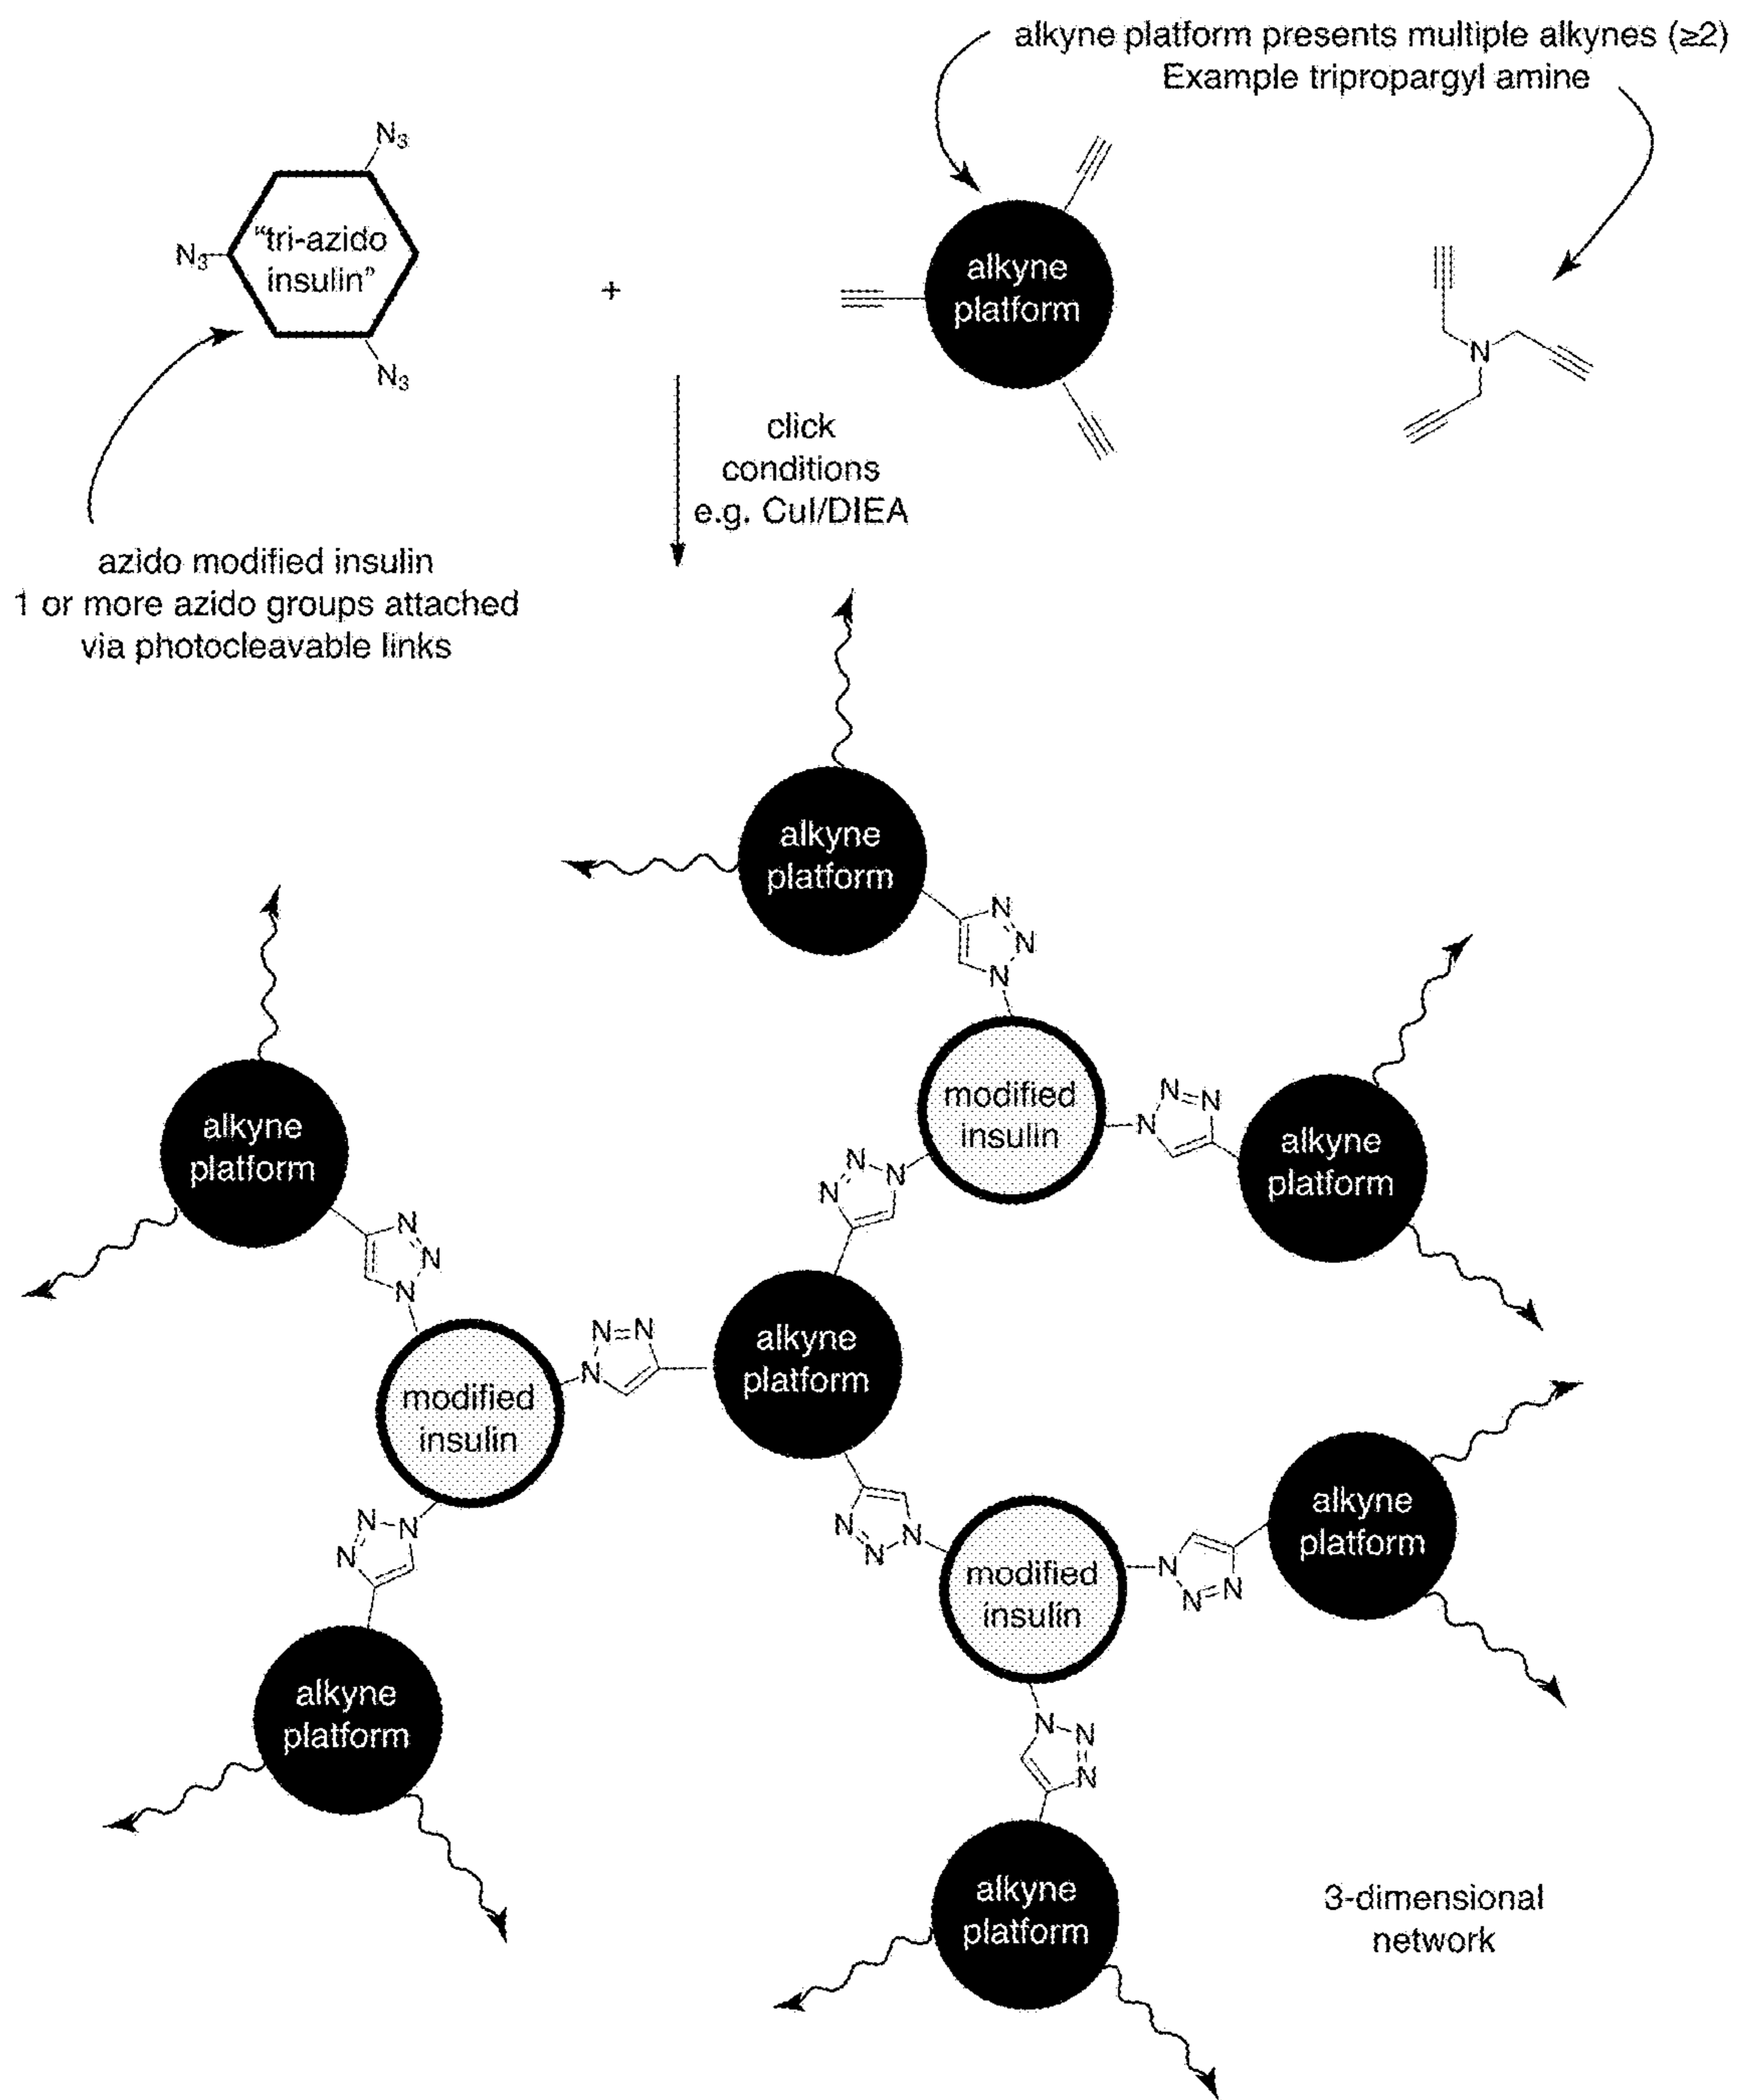 alkyne platform presents multiple alkynes (≥2)
Example tripropargyl amine
N₃
"tri-azido
insulin"
N₃
N₃
+
alkyne
platform
N
click
conditions
e.g. CuI/DIEA
azido modified insulin
1 or more azido groups attached
via photocleavable links
alkyne
platform
N
N
N
modified
insulin
N=N
N
alkyne
platform
alkyne
platform
N
N
N
N
N
N
modified
insulin
N=N
N
alkyne
platform
N
N
N
modified
insulin
N
N=N
alkyne
platform
N
N
N
alkyne
platform
N
N
N
alkyne
platform
3-dimensional
network